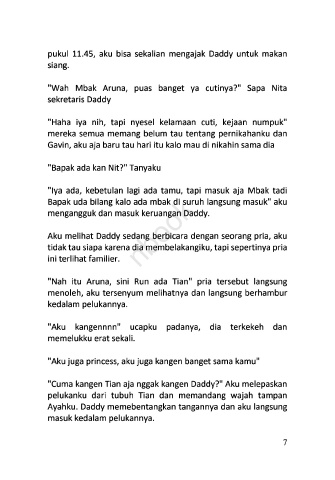 pukul 11.45, aku bisa sekalian mengajak Daddy untuk makan
siang.
"Wah Mbak Aruna, puas banget ya cutinya?" Sapa Nita
sekretaris Daddy
"Haha iya nih, tapi nyesel kelamaan cuti, kejaan numpuk"
mereka semua memang belum tau tentang pernikahanku dan
Gavin, aku aja baru tau hari itu kalo mau di nikahin sama dia
"Bapak ada kan Nit?" Tanyaku
"Iya ada, kebetulan lagi ada tamu, tapi masuk aja Mbak tadi
Bapak uda bilang kalo ada mbak di suruh langsung masuk" aku
mengangguk dan masuk keruangan Daddy.
Aku melihat Daddy sedang berbicara dengan seorang pria, aku
tidak tau siapa karena dia membelakangiku, tapi sepertinya pria
ini terlihat familier.
"Nah itu Aruna, sini Run ada Tian" pria tersebut langsung
menoleh, aku tersenyum melihatnya dan langsung berhambur
kedalam pelukannya.
"Aku kangennnn" ucapku padanya, dia terkekeh dan
memelukku erat sekali.
"Aku juga princess, aku juga kangen banget sama kamu"
"Cuma kangen Tian aja nggak kangen Daddy?" Aku melepaskan
pelukanku dari tubuh Tian dan memandang wajah tampan
Ayahku. Daddy memebentangkan tangannya dan aku langsung
masuk kedalam pelukannya.
7